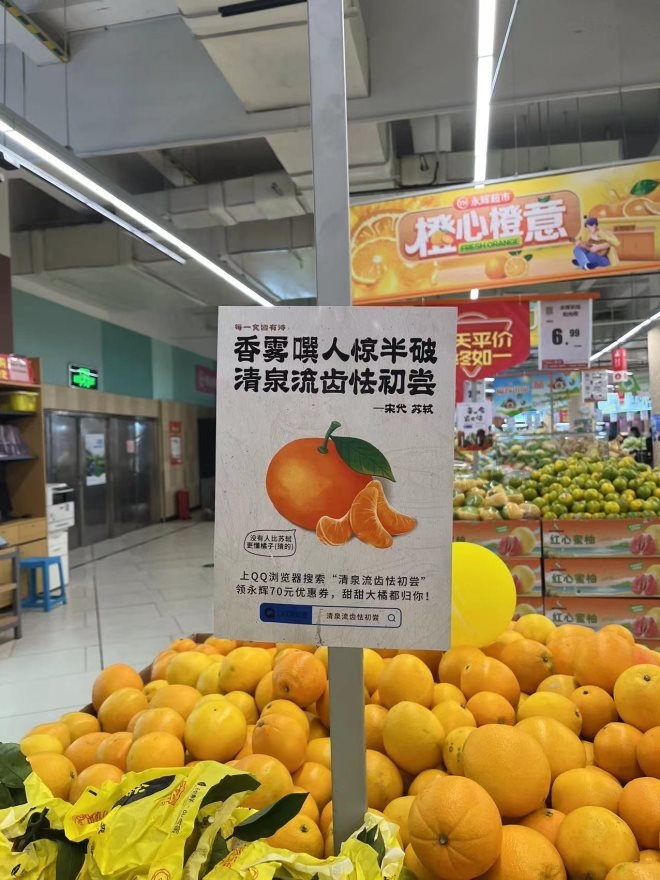 永辉超市
橙心橙意
FRESH ORANGE
每一食皆有诗
香雾噀人惊半破
清泉流齿怯初尝
—宋代 苏轼
没有人比苏轼
更懂橘子(猜的)
上QQ浏览器搜索“清泉流齿怯初尝”
领永辉70元优惠券，甜甜大橘都归你！
清泉流齿怯初尝
天平价
终如一
6.99
红心蜜柚
红心蜜柚
红心蜜柚